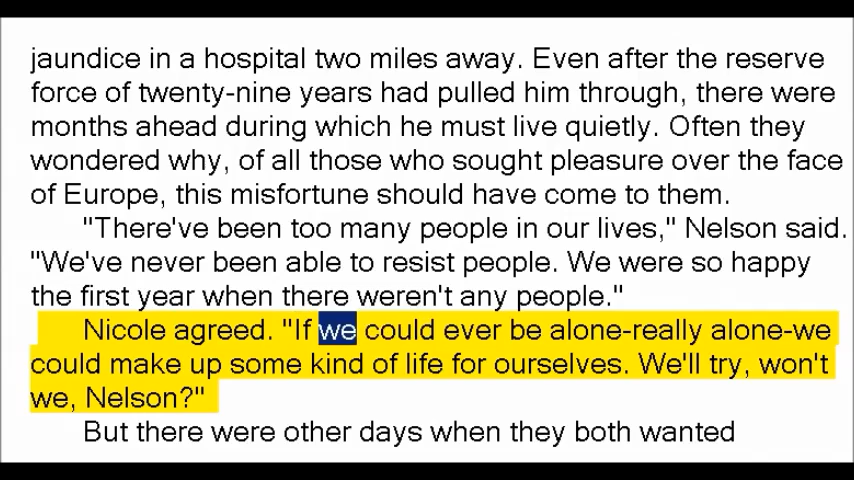 jaundice in a hospital two miles away. Even after the reserve
force of twenty-nine years had pulled him through, there were
months ahead during which he must live quietly. Often they
wondered why, of all those who sought pleasure over the face
of Europe, this misfortune should have come to them.
"There've been too many people in our lives," Nelson said.
"We've never been able to resist people. We were so happy
the first year when there weren't any people."
Nicole agreed. "If we could ever be alone-really alone-we
could make up some kind of life for ourselves. We'll try, won't
we, Nelson?"
But there were other days when they both wanted